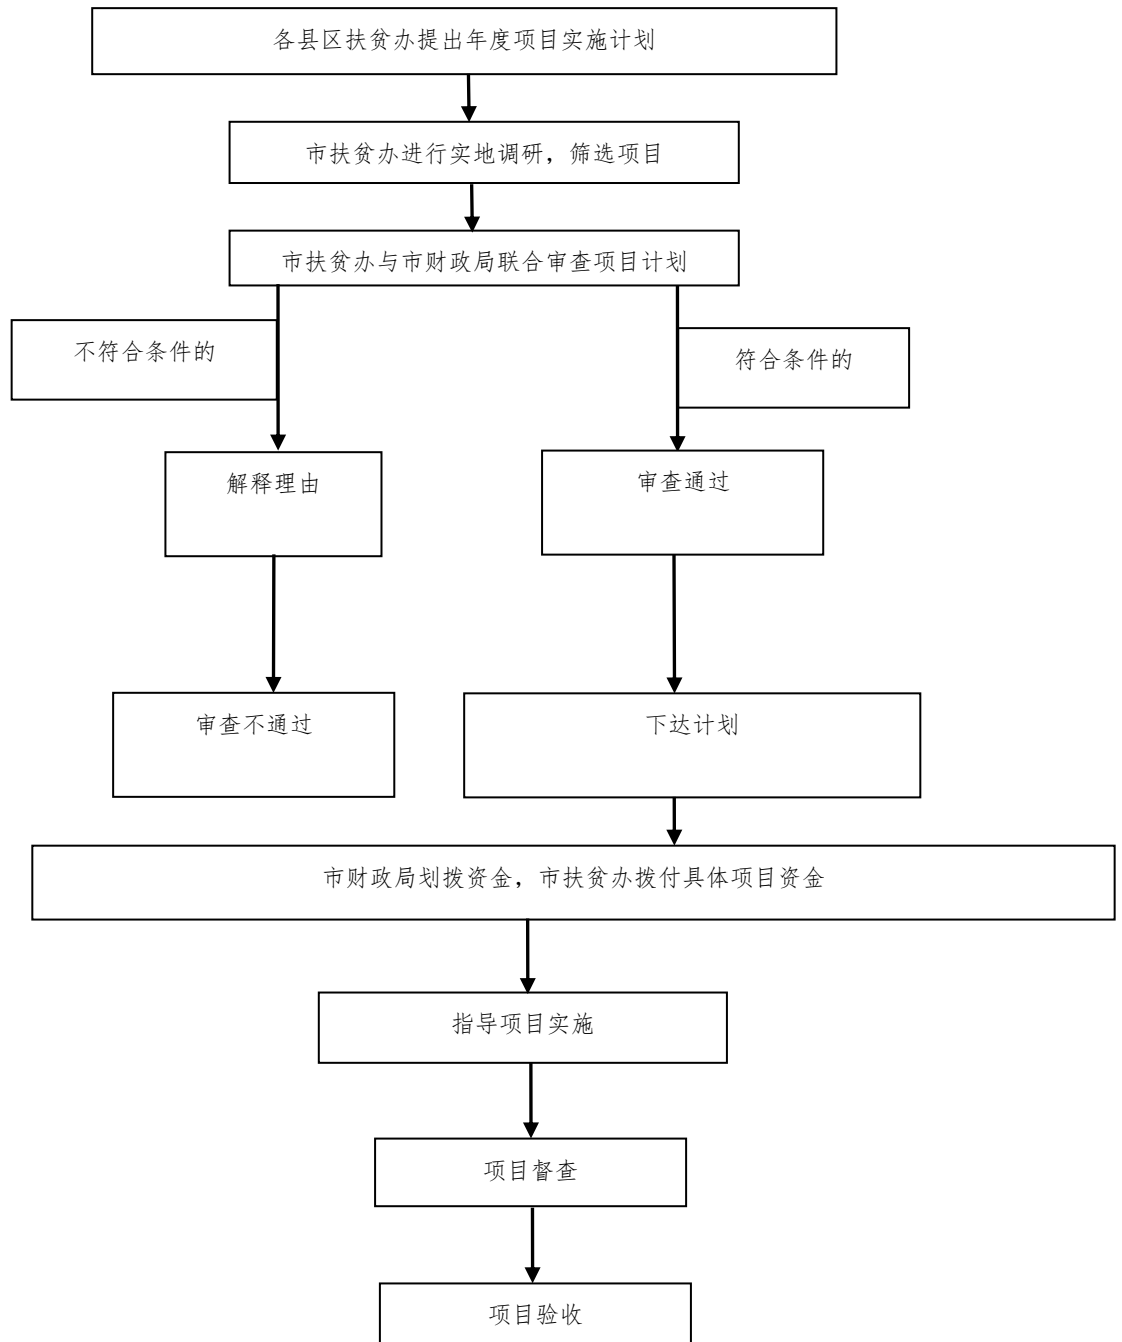 各县区扶贫办提出年度项目实施计划
市扶贫办进行实地调研，筛选项目
市扶贫办与市财政局联合审查项目计划
不符合条件的
符合条件的
解释理由
审查通过
审查不通过
下达计划
市财政局划拨资金，市扶贫办拨付具体项目资金
指导项目实施
项目督查
项目验收